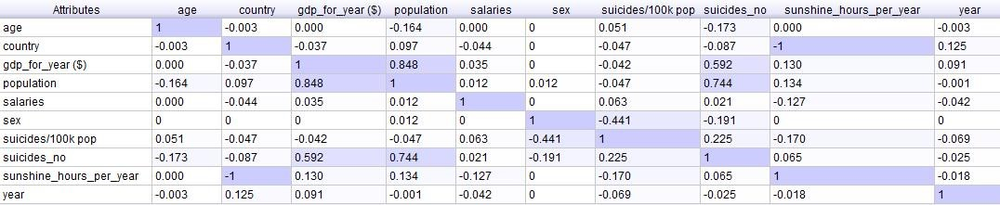 Attributes age country gdp_for_year ($) population salaries sex suicides/100k pop suicides_no sunshine_hours_per_year year
age 1 -0.003 0.000 -0.164 0.000 0 0.051 -0.173 0.000 -0.003
country -0.003 1 -0.037 0.097 -0.044 0 -0.047 -0.087 -1 0.125
gdp_for_year ($) 0.000 -0.037 1 0.848 0.035 0 -0.042 0.592 0.130 0.091
population -0.164 0.097 0.848 1 0.012 0.012 -0.047 0.744 0.134 -0.001
salaries 0.000 -0.044 0.035 0.012 1 0 0.063 0.021 -0.127 -0.042
sex 0 0 0 0.012 0 1 -0.441 -0.191 0 0
suicides/100k pop 0.051 -0.047 -0.042 -0.047 0.063 -0.441 1 0.225 -0.170 -0.069
suicides_no -0.173 -0.087 0.592 0.744 0.021 -0.191 0.225 1 0.065 -0.025
sunshine_hours_per_year 0.000 -1 0.130 0.134 -0.127 0 -0.170 0.065 1 -0.018
year -0.003 0.125 0.091 -0.001 -0.042 0 -0.069 -0.025 -0.018 1